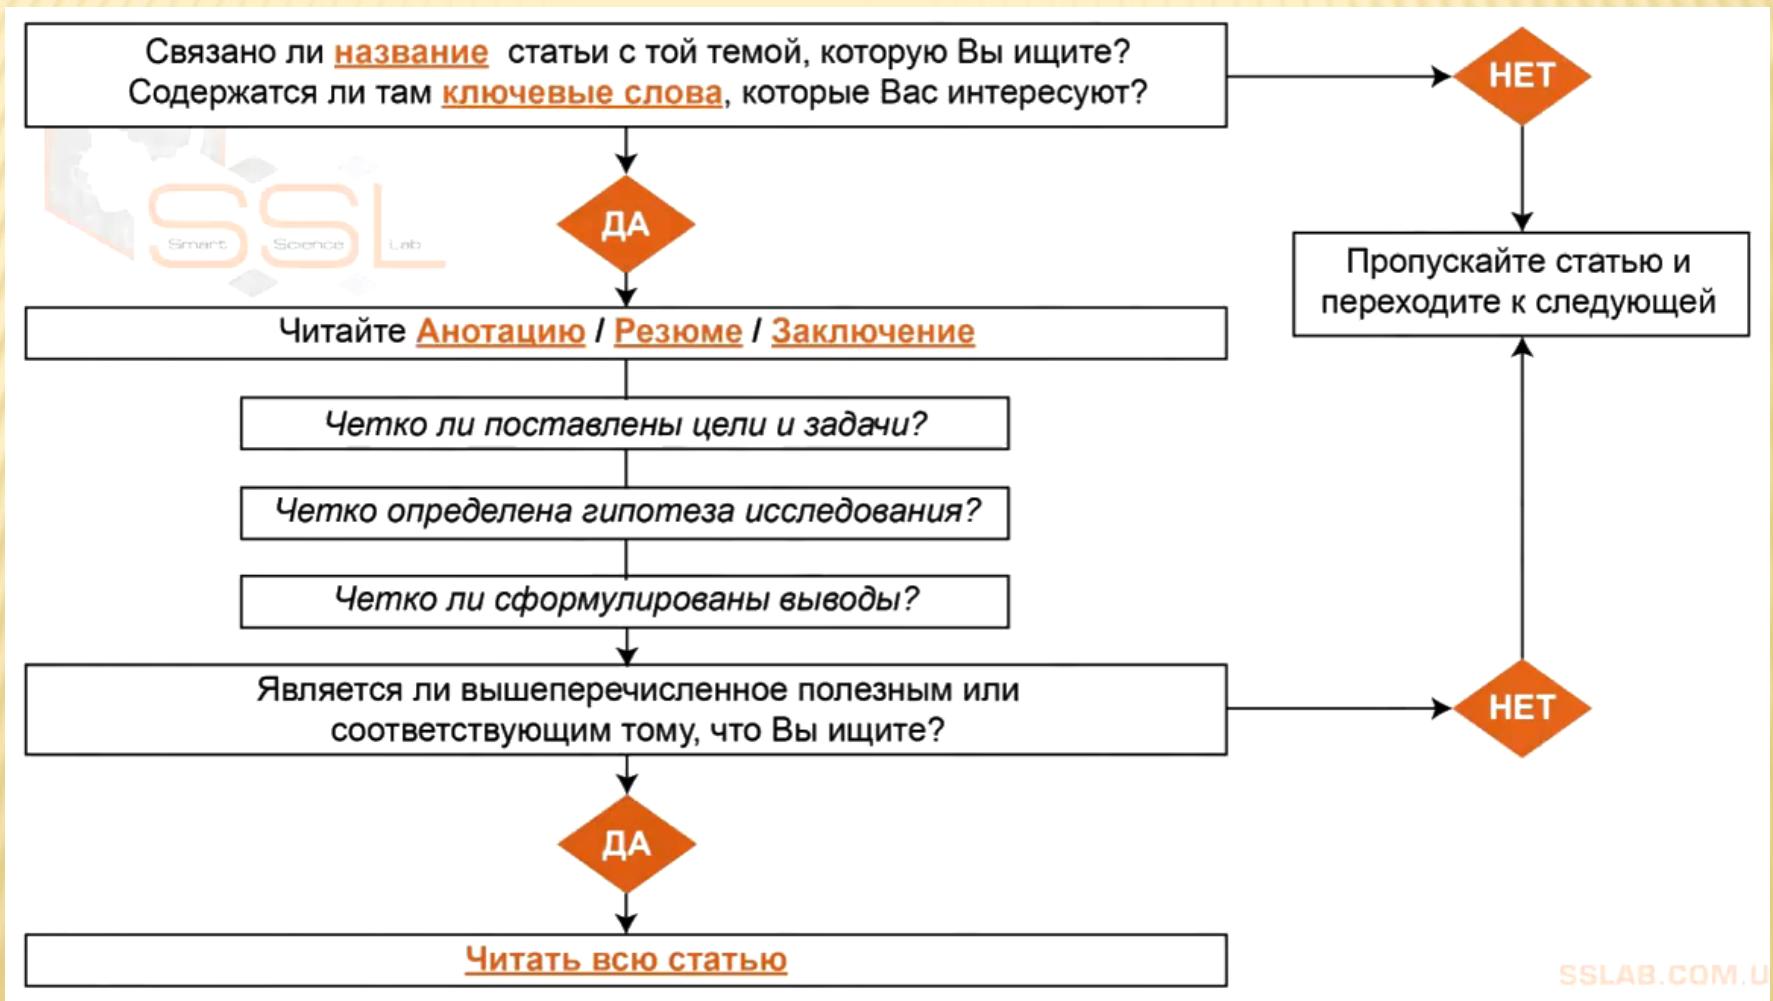 Связано ли название статьи с той темой, которую Вы ищите?
Содержатся ли там ключевые слова, которые Вас интересуют?
НЕТ
ДА
SSL
Smart Science Lab
Пропускайте статью и
переходите к следующей
Читайте Анотацию / Резюме / Заключение
Четко ли поставлены цели и задачи?
Четко определена гипотеза исследования?
Четко ли сформулированы выводы?
Является ли вышеперечисленное полезным или
соответствующим тому, что Вы ищите?
НЕТ
ДА
Читать всю статью
SSLAB.COM.U